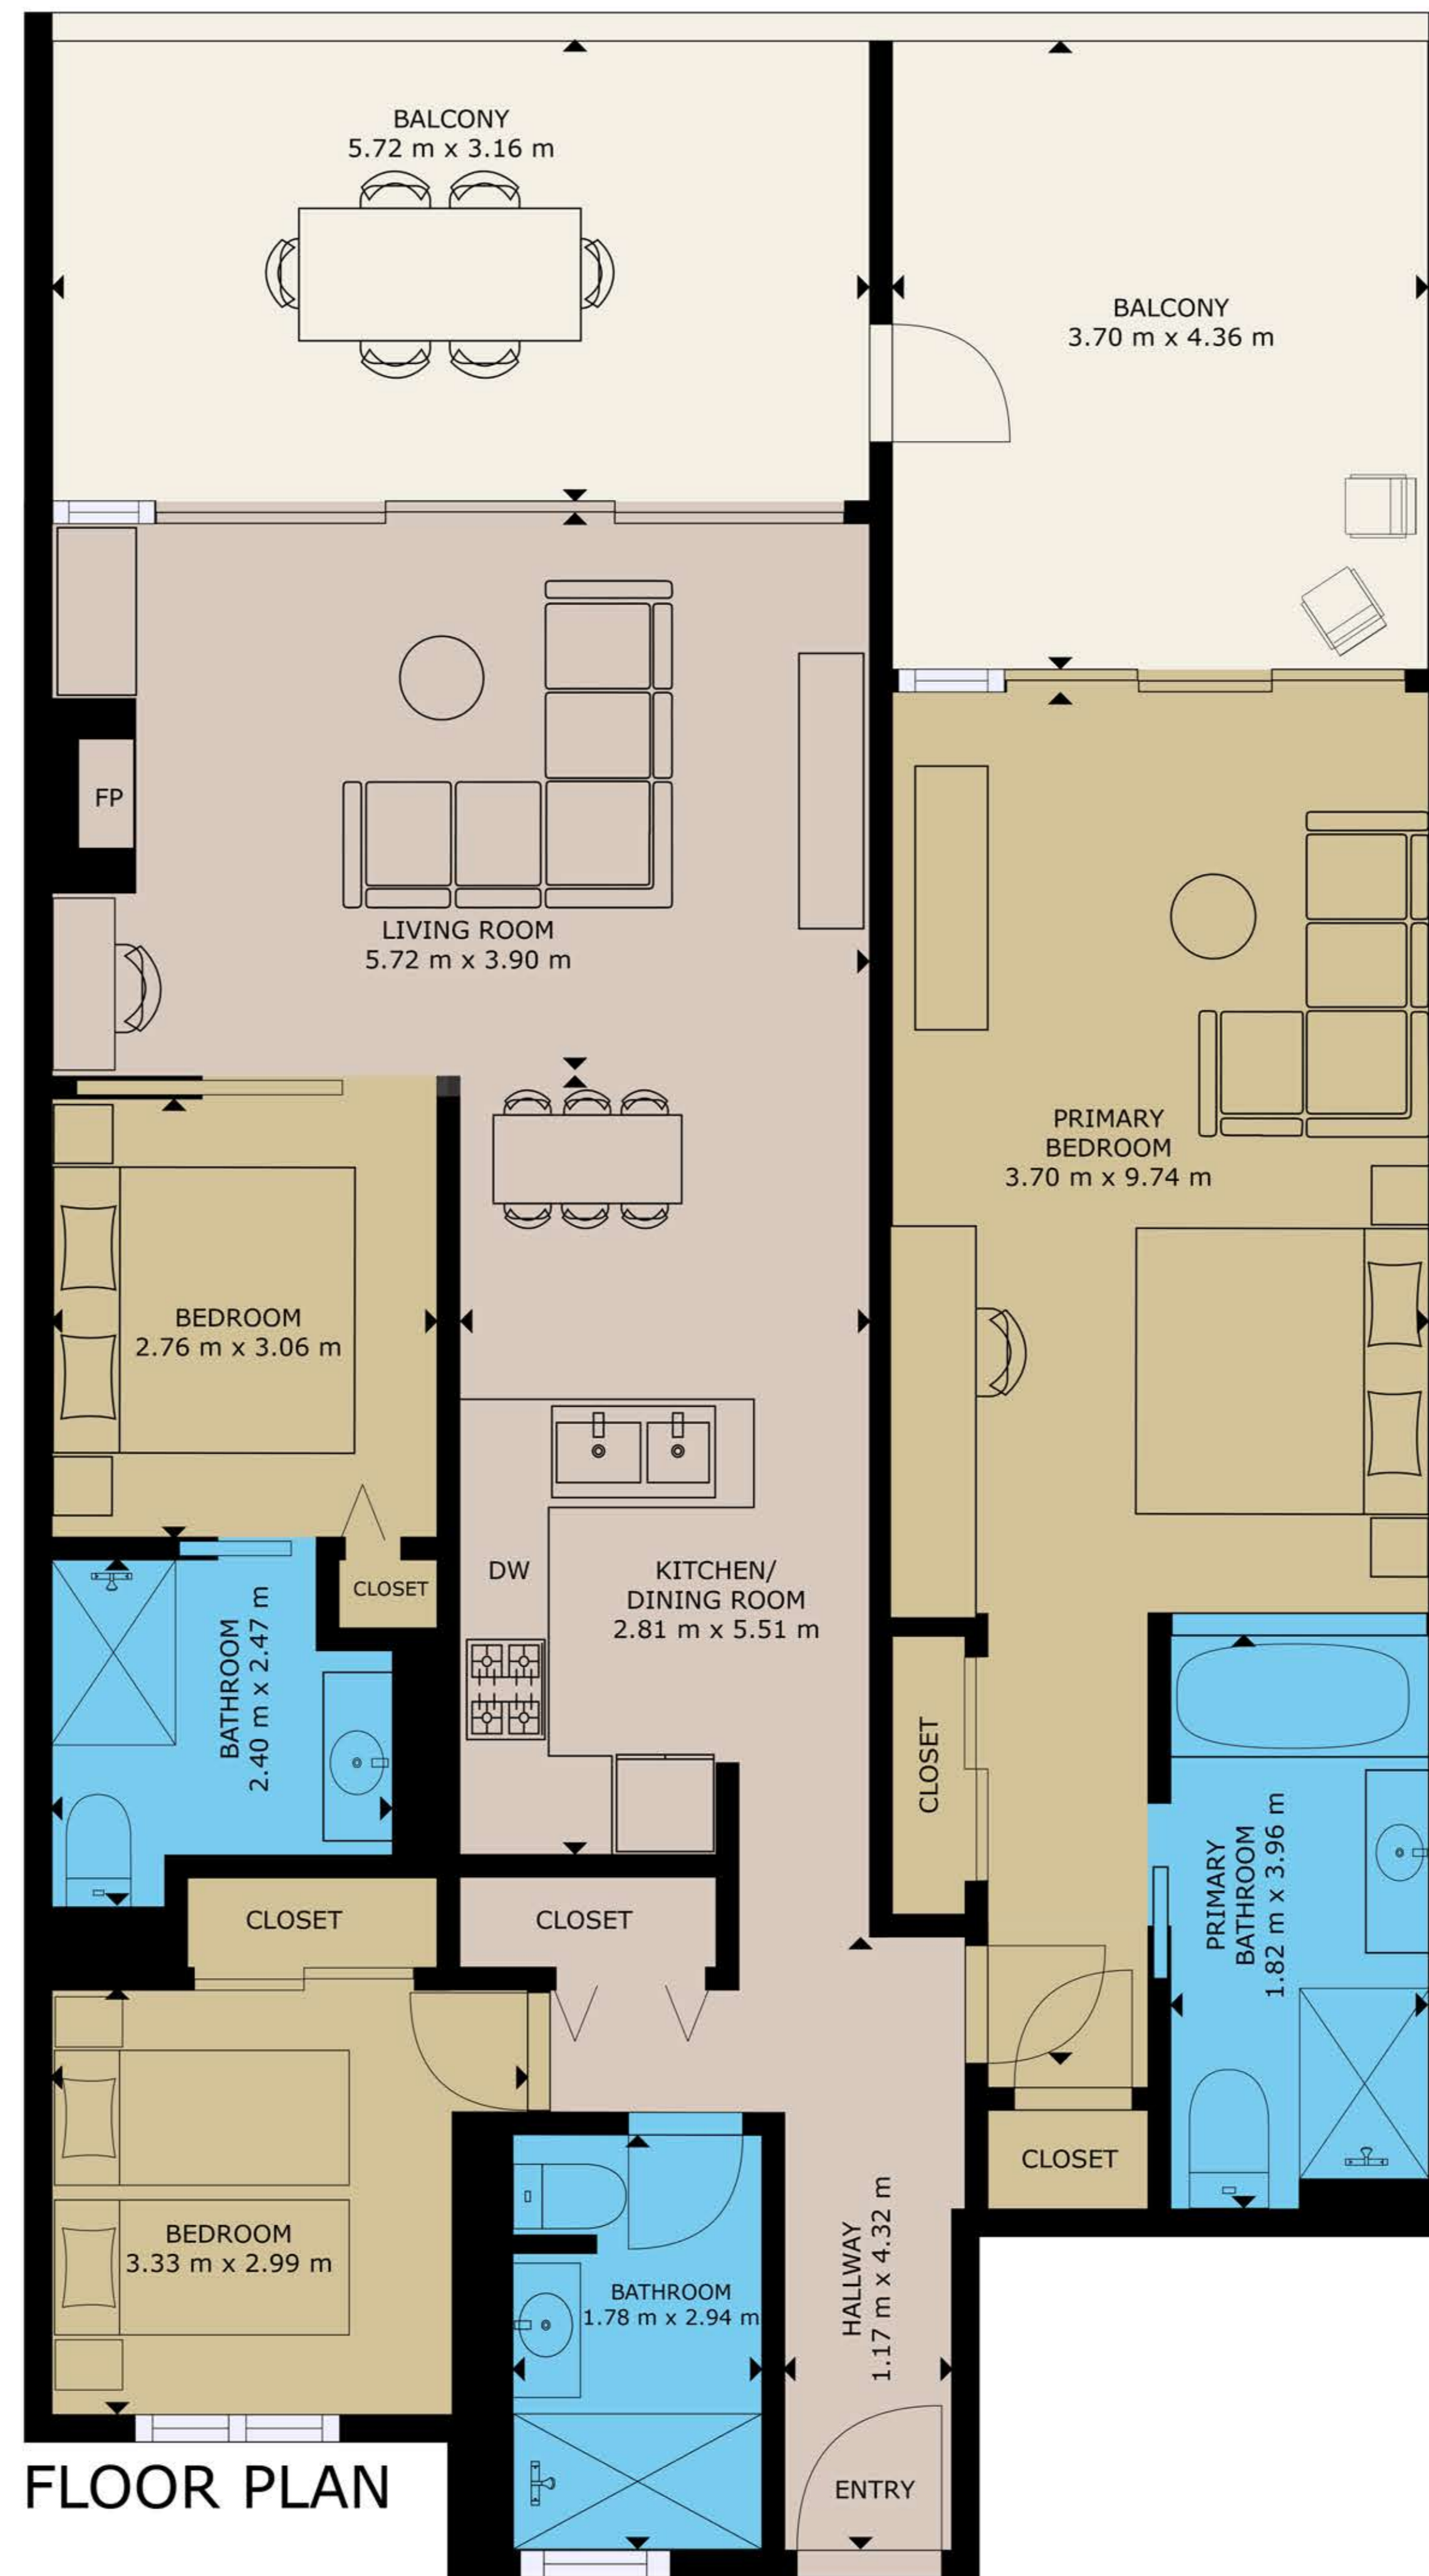 BALCONY
5.72 m x 3.16 m
BALCONY
3.70 m x 4.36 m
FP
LIVING ROOM
5.72 m x 3.90 m
PRIMARY
BEDROOM
3.70 m x 9.74 m
BEDROOM
2.76 m x 3.06 m
DW
KITCHEN/
DINING ROOM
2.81 m x 5.51 m
CLOSET
BATHROOM
2.40 m x 2.47 m
CLOSET
PRIMARY
BATHROOM
1.82 m x 3.96 m
CLOSET
CLOSET
CLOSET
BEDROOM
3.33 m x 2.99 m
BATHROOM
1.78 m x 2.94 m
HALLWAY
1.17 m x 4.32 m
ENTRY
FLOOR PLAN